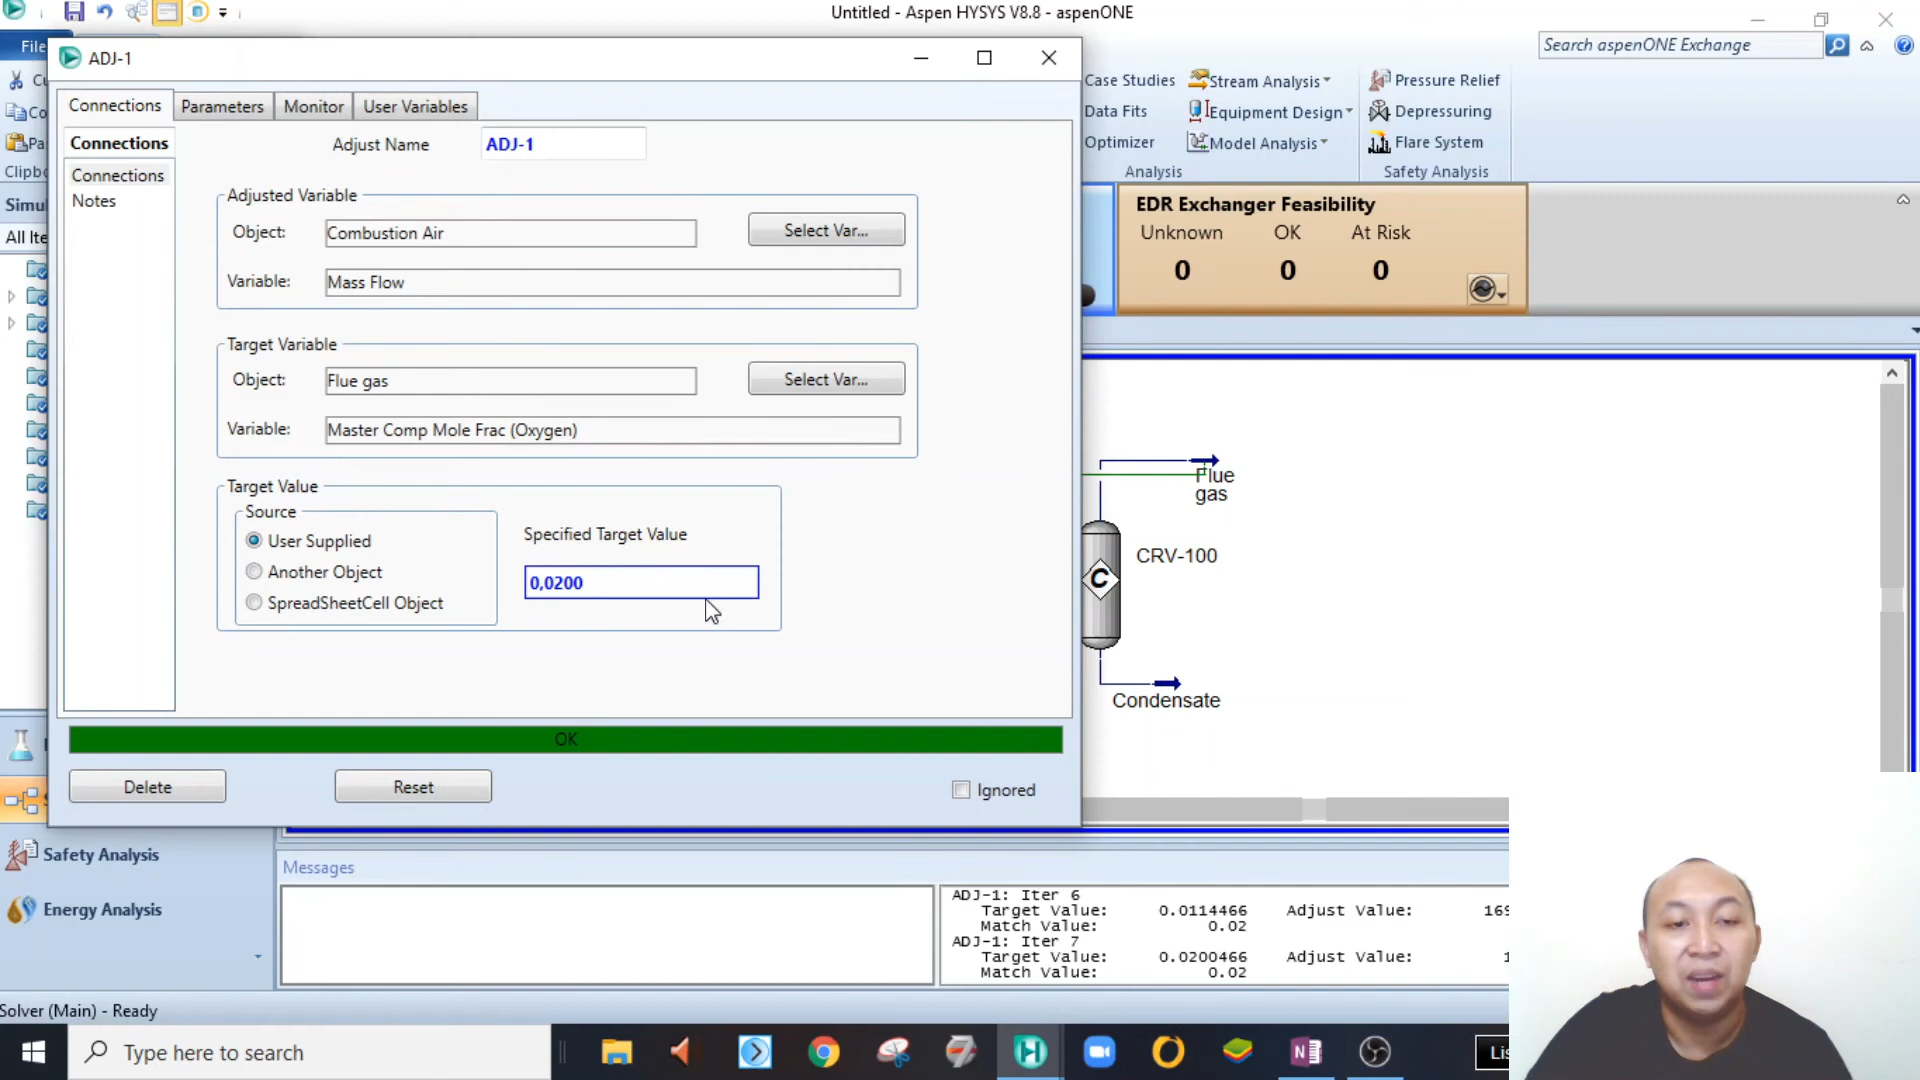 Untitled - Aspen HYSYS V8.8 - aspenONE
File
Search aspenONE Exchange
ADJ-1
Connections
Parameters
Monitor
User Variables
Connections
Connections
Notes
Adjust Name
ADJ-1
Adjusted Variable
Object:
Combustion Air
Select Var...
Variable:
Mass Flow
Target Variable
Object:
Flue gas
Select Var...
Variable:
Master Comp Mole Frac (Oxygen)
Target Value
Source
User Supplied
Another Object
SpreadSheetCell Object
Specified Target Value
0,0200
OK
Delete
Reset
Ignored
Case Studies
Stream Analysis
Pressure Relief
Data Fits
Equipment Design
Depressuring
Optimizer
Model Analysis
Flare System
Analysis
Safety Analysis
EDR Exchanger Feasibility
Unknown
OK
At Risk
0
0
0
Flue
gas
CRV-100
C
Condensate
Safety Analysis
Energy Analysis
Messages
ADJ-1: Iter 6
Target Value: 0.0114466 Adjust Value: 169
Match Value: 0.02
ADJ-1: Iter 7
Target Value: 0.0200466 Adjust Value: 1
Match Value: 0.02
Solver (Main) - Ready
Type here to search